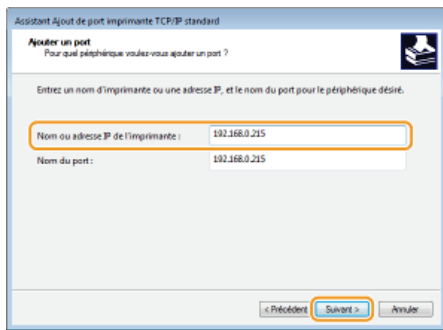 Assistant Ajout de port imprimante TCP/IP standard
Ajouter un port
Pour quel périphérique voulez-vous ajouter un port ?
Entrez un nom d'imprimante ou une adresse IP, et le nom du port pour le périphérique désiré.
Nom ou adresse IP de l'imprimante : 192.168.0.215
Nom du port : 192.168.0.215
< Précédent Suivant > Annuler